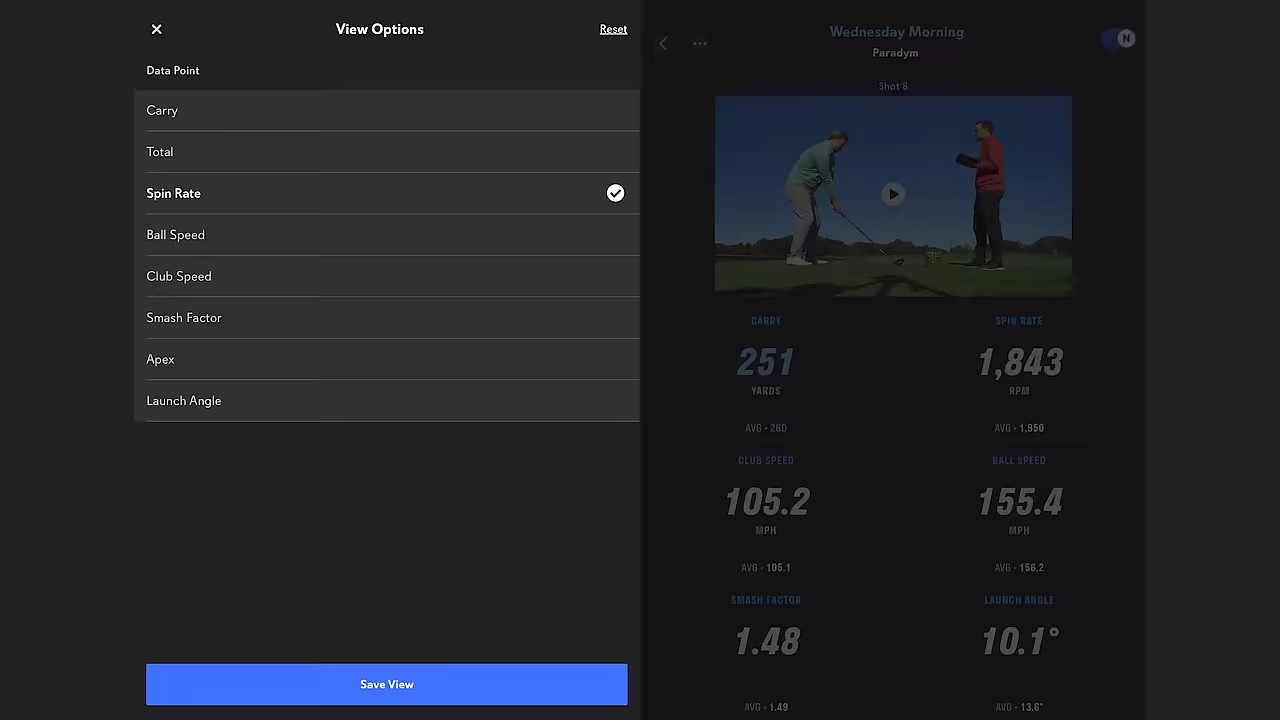 View Options
Reset
Data Point
Carry
Total
Spin Rate
Ball Speed
Club Speed
Smash Factor
Apex
Launch Angle
Save View
Wednesday Morning
Paradym
N
Shot 8
CARRY
251
YARDS
AVG - 260
SPIN RATE
1,843
RPM
AVG - 1,950
CLUB SPEED
105.2
MPH
AVG - 105.1
BALL SPEED
155.4
MPH
AVG - 156.2
SMASH FACTOR
1.48
AVG - 1.49
LAUNCH ANGLE
10.1°
AVG - 13.6°